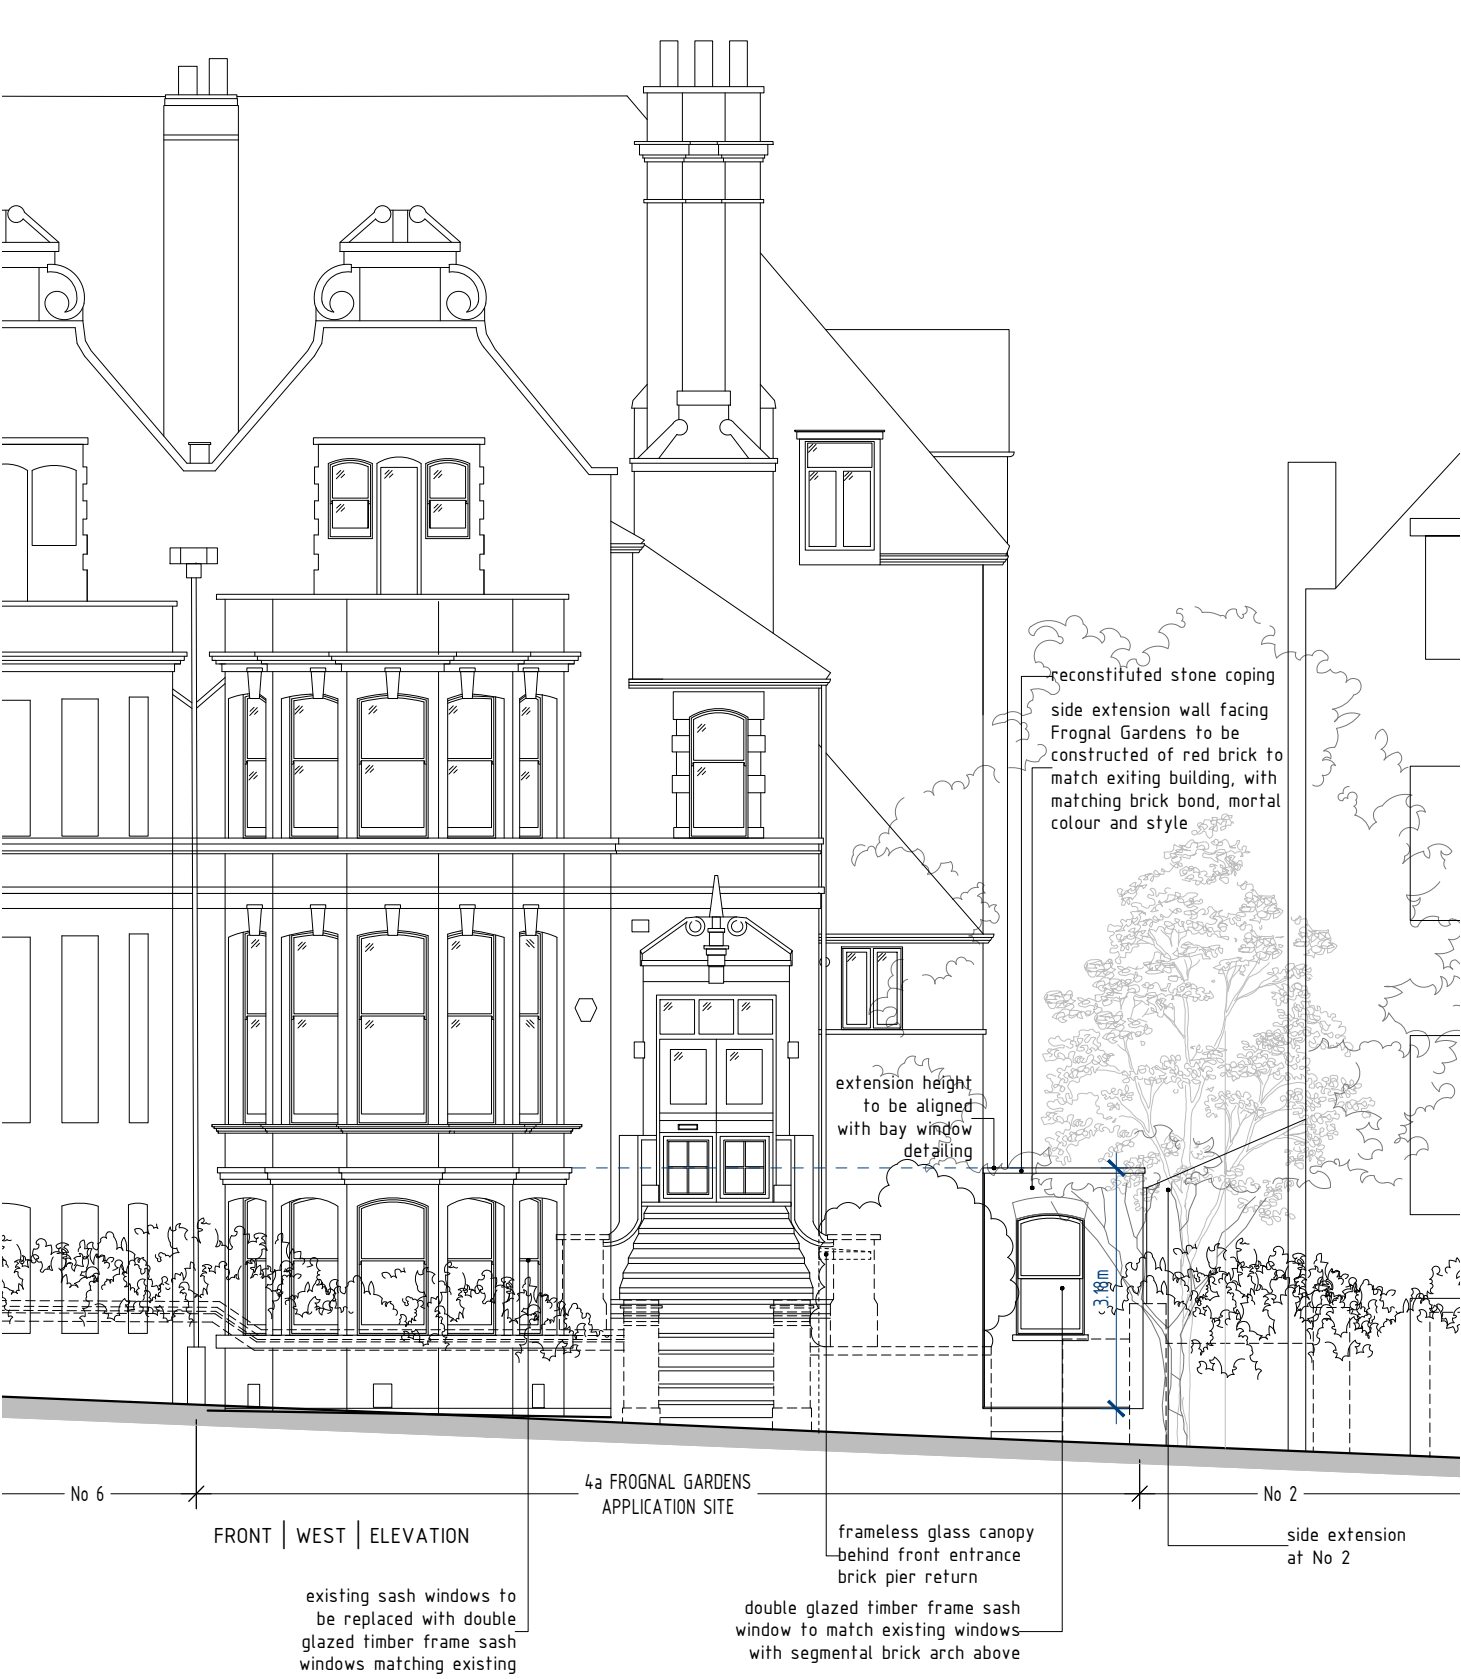 reconstituted stone coping
side extension wall facing
Frognal Gardens to be
constructed of red brick to
match exiting building, with
matching brick bond, mortal
colour and style
extension height
to be aligned
with bay window
detailing
3.18m
No 6
4a FROGNAL GARDENS
APPLICATION SITE
No 2
FRONT | WEST | ELEVATION
frameless glass canopy
behind front entrance
brick pier return
side extension
at No 2
existing sash windows to
be replaced with double
glazed timber frame sash
windows matching existing
double glazed timber frame sash
window to match existing windows
with segmental brick arch above